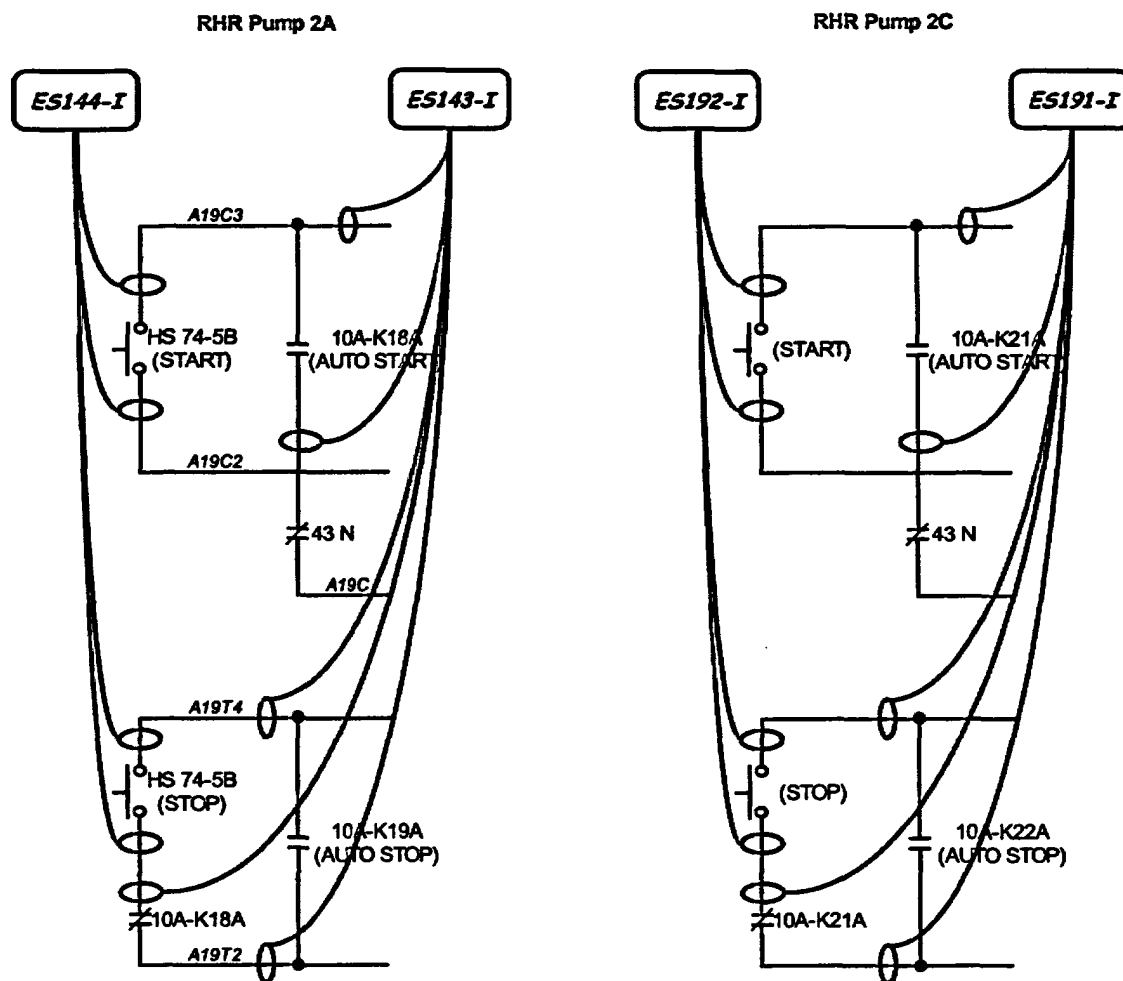 RHR Pump 2A
RHR Pump 2C
ES144-I
ES143-I
ES192-I
ES191-I
A19C3
HS 74-5B
(START)
10A-K18A
(AUTO START)
(START)
10A-K21A
(AUTO START)
A19C2
43 N
43 N
A19C
A19T4
HS 74-5B
(STOP)
10A-K19A
(AUTO STOP)
(STOP)
10A-K22A
(AUTO STOP)
10A-K18A
10A-K21A
A19T2